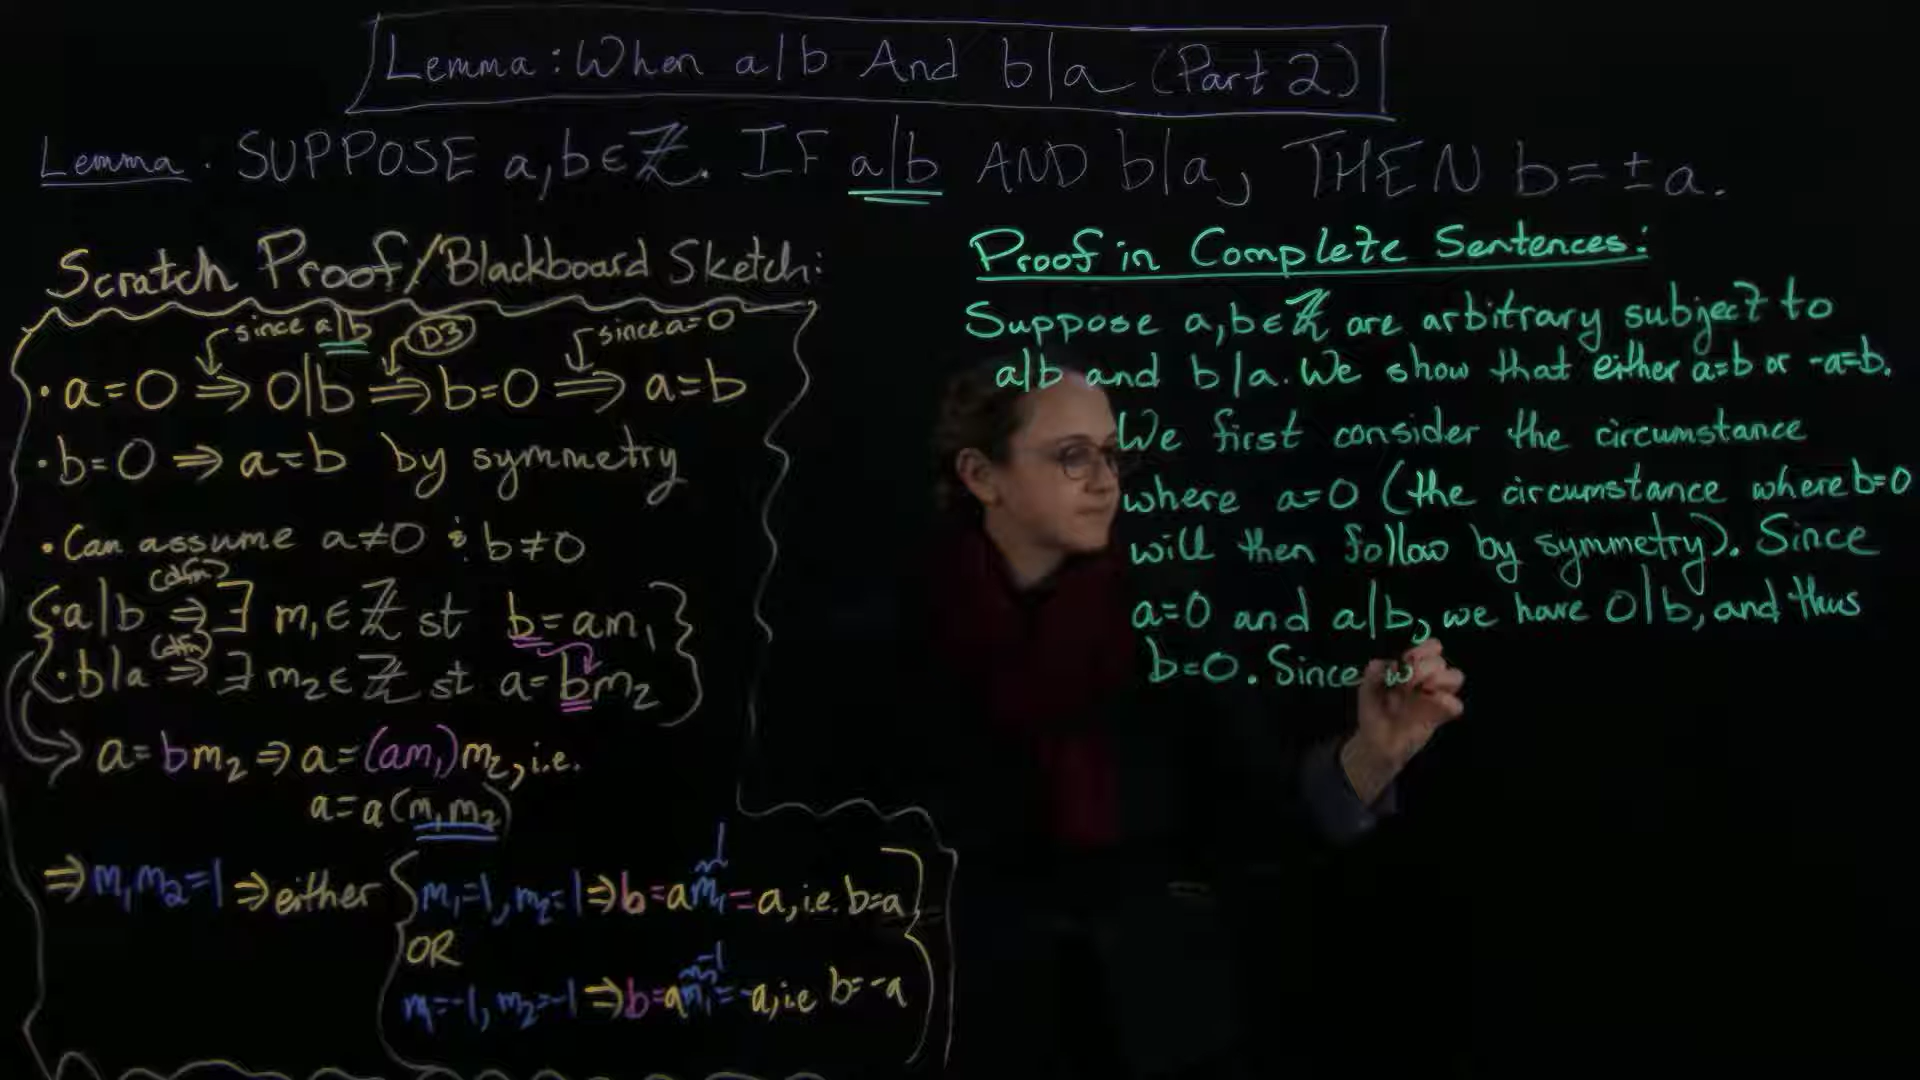 Lemma: When a|b And b|a (Part 2)
Lemma. SUPPOSE a,b∈ℤ. IF a|b AND b|a, THEN b=±a.
Scratch Proof/Blackboard Sketch:
since a|b D3 since a=0
• a=0 ⇒ 0|b ⇒ b=0 ⇒ a=b
• b=0 ⇒ a=b by symmetry
• Can assume a≠0 & b≠0
(dfn)
• a|b ⇒ ∃ m₁∈ℤ st b=am₁
(dfn)
• b|a ⇒ ∃ m₂∈ℤ st a=bm₂
a=bm₂ ⇒ a=(am₁)m₂, i.e.
a=a(m₁m₂)
⇒ m₁m₂=1 ⇒ either
1
m₁=1, m₂=1 ⇒ b=am₁=a, i.e. b=a
OR
-1
m₁=-1, m₂=-1 ⇒ b=am₁=-a, i.e b=-a
Proof in Complete Sentences:
Suppose a,b∈ℤ are arbitrary subject to
a|b and b|a. We show that either a=b or -a=b.
We first consider the circumstance
where a=0 (the circumstance where b=0
will then follow by symmetry). Since
a=0 and a|b, we have 0|b, and thus
b=0. Since w